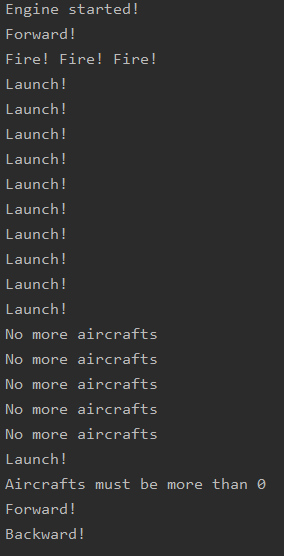 Engine started!
Forward!
Fire! Fire! Fire!
Launch!
Launch!
Launch!
Launch!
Launch!
Launch!
Launch!
Launch!
Launch!
Launch!
No more aircrafts
No more aircrafts
No more aircrafts
No more aircrafts
No more aircrafts
Launch!
Aircrafts must be more than 0
Forward!
Backward!